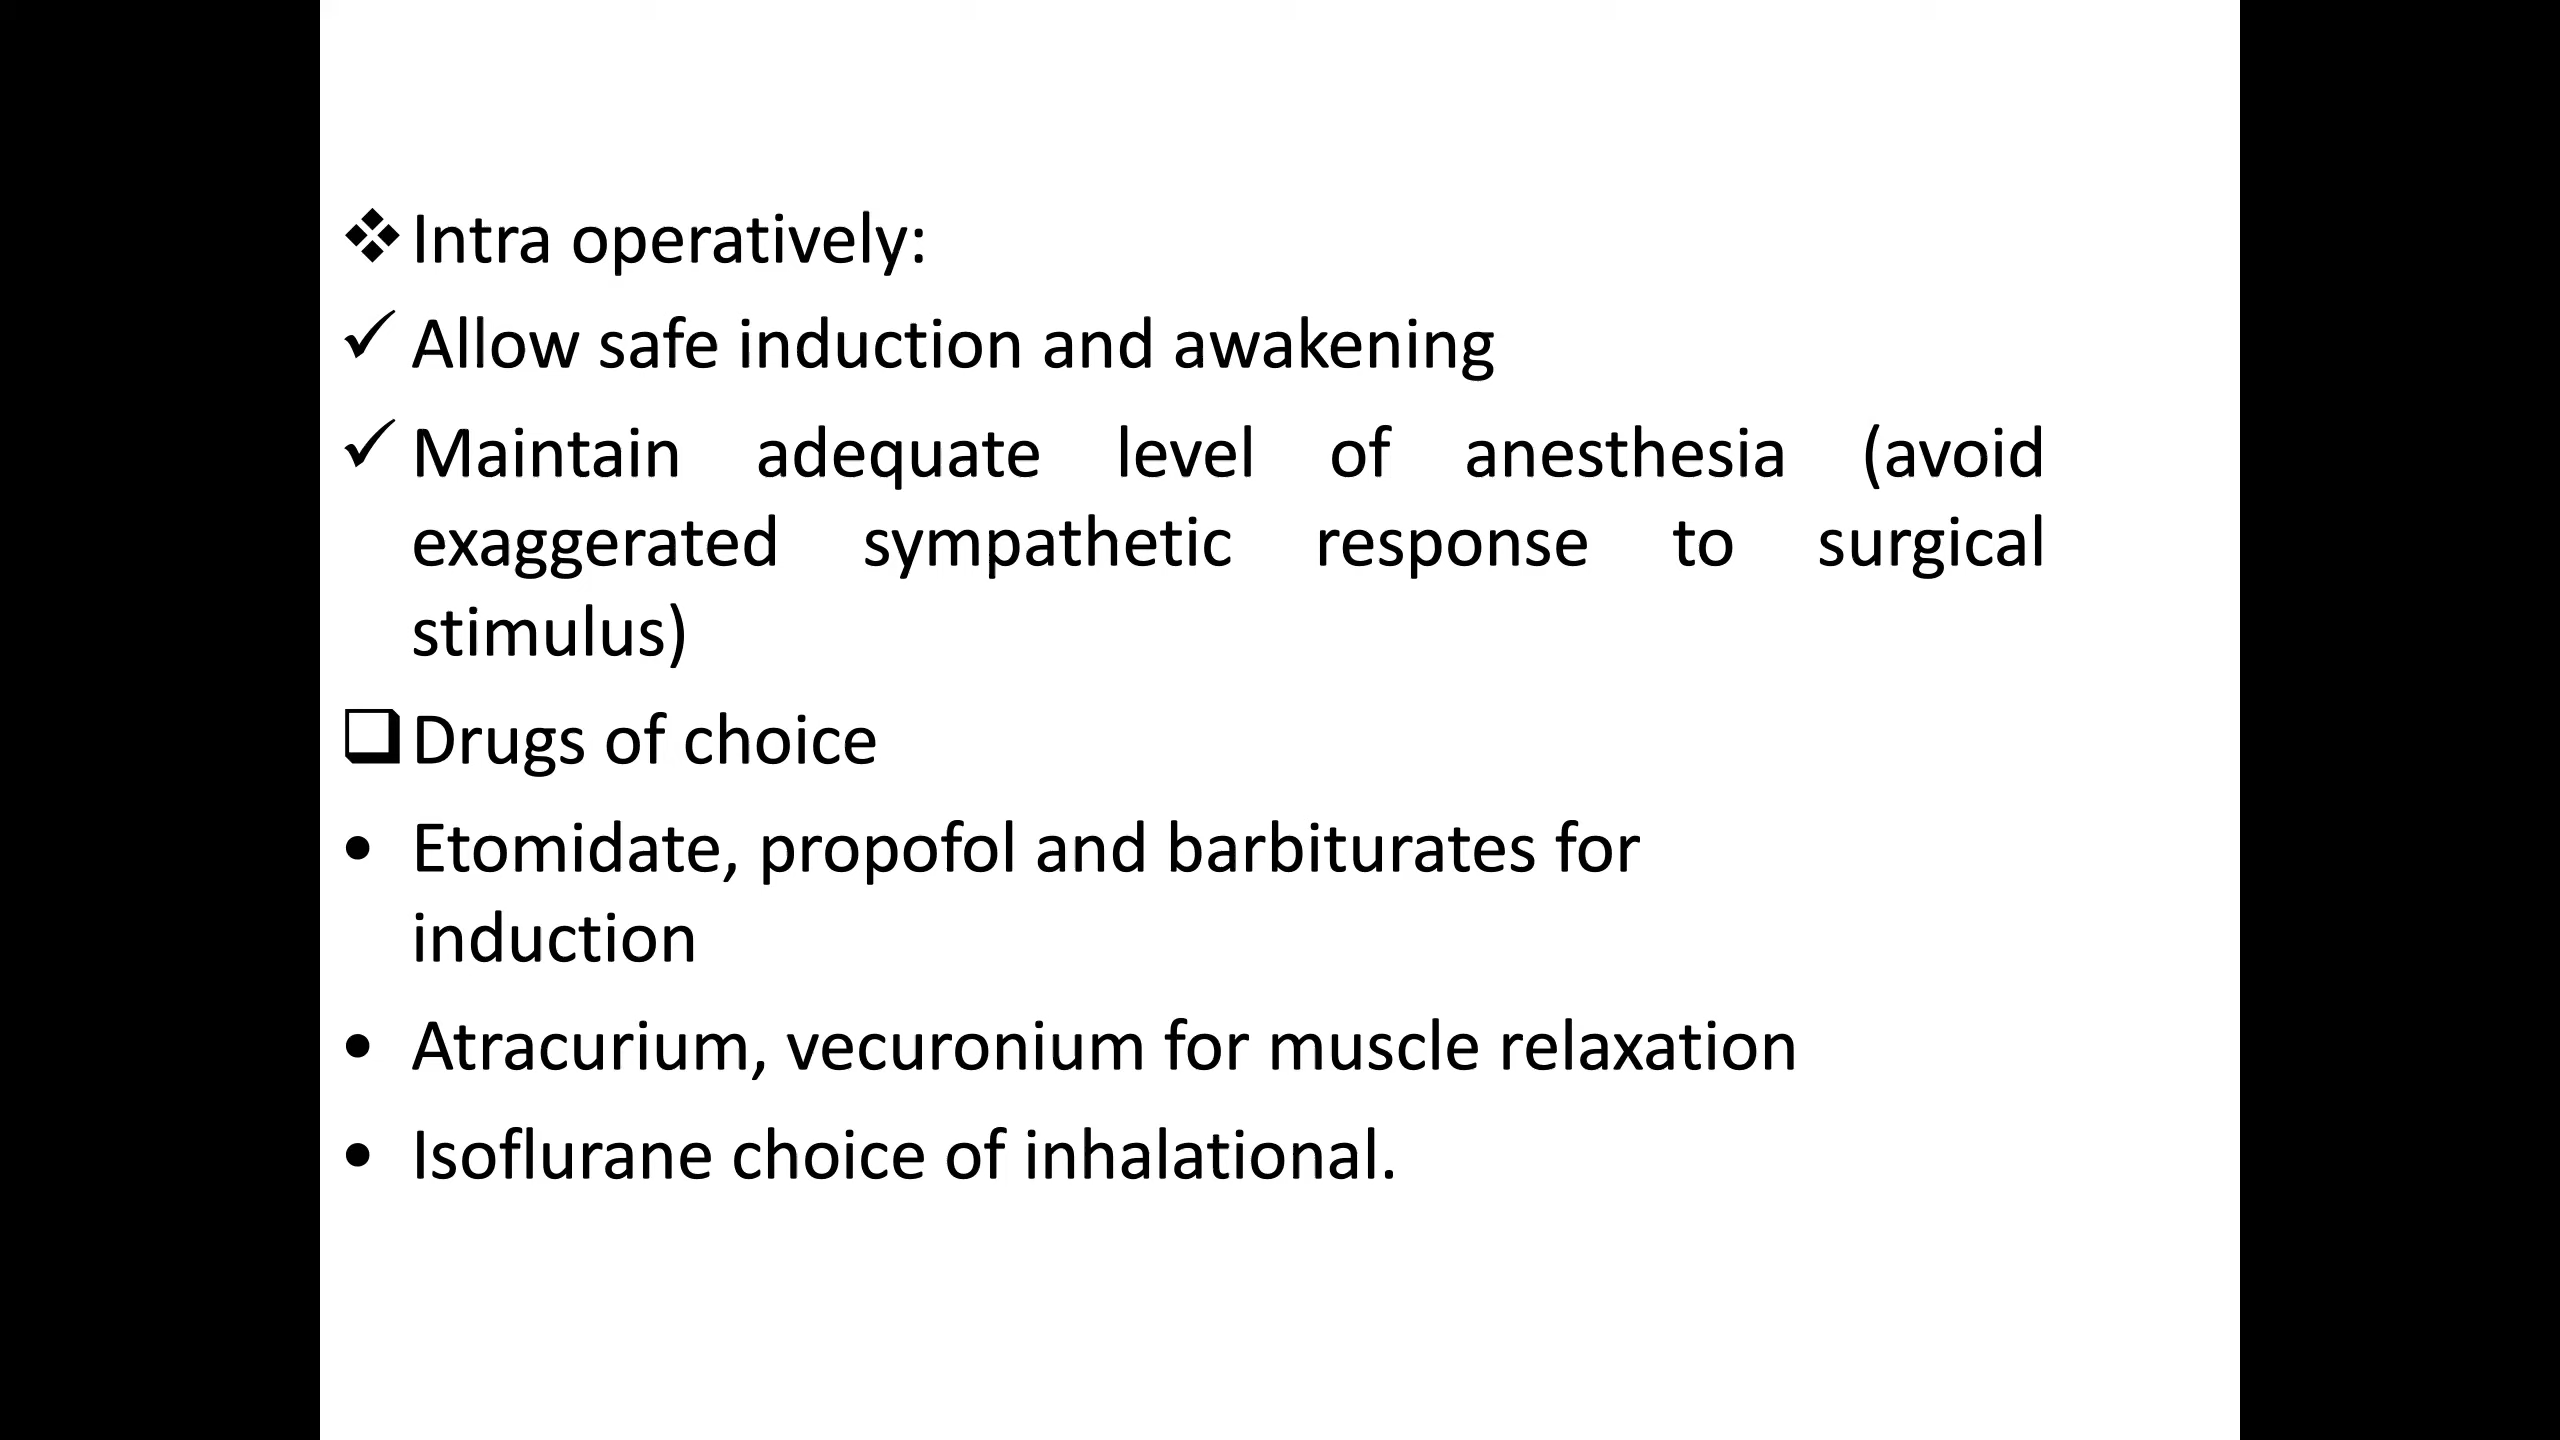 ❖Intra operatively:
✓Allow safe induction and awakening
✓Maintain adequate level of anesthesia (avoid
exaggerated sympathetic response to surgical
stimulus)
❑Drugs of choice
• Etomidate, propofol and barbiturates for
induction
• Atracurium, vecuronium for muscle relaxation
• Isoflurane choice of inhalational.